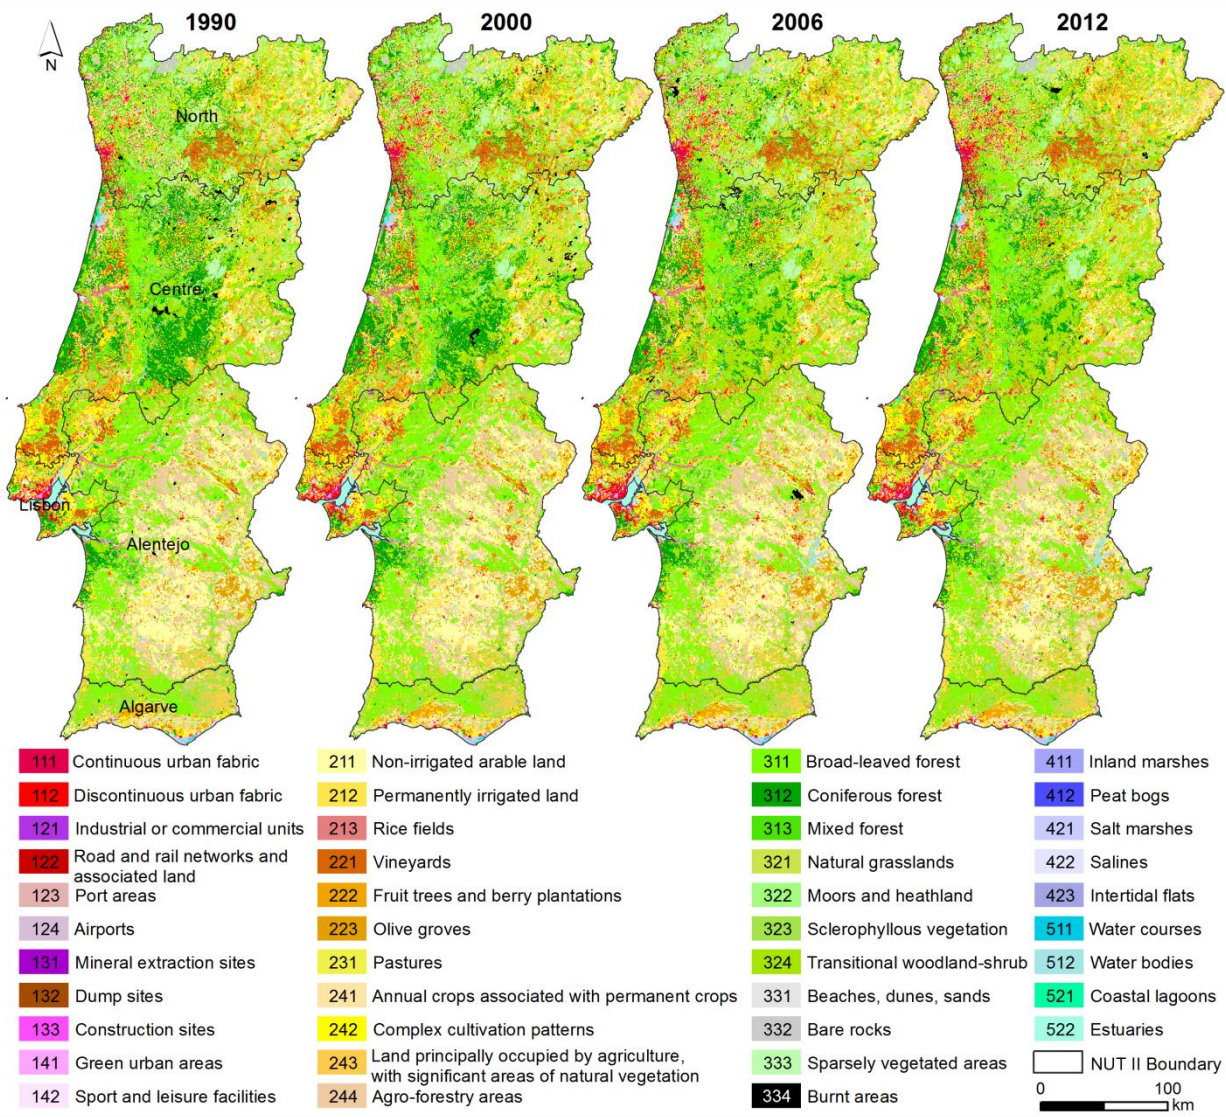 1990
2000
2006
2012
N
North
Centre
Lisbon
Alentejo
Algarve
111 Continuous urban fabric
112 Discontinuous urban fabric
121 Industrial or commercial units
122 Road and rail networks and
associated land
123 Port areas
124 Airports
131 Mineral extraction sites
132 Dump sites
133 Construction sites
141 Green urban areas
142 Sport and leisure facilities
211 Non-irrigated arable land
212 Permanently irrigated land
213 Rice fields
221 Vineyards
222 Fruit trees and berry plantations
223 Olive groves
231 Pastures
241 Annual crops associated with permanent crops
242 Complex cultivation patterns
243 Land principally occupied by agriculture,
with significant areas of natural vegetation
244 Agro-forestry areas
311 Broad-leaved forest
312 Coniferous forest
313 Mixed forest
321 Natural grasslands
322 Moors and heathland
323 Sclerophyllous vegetation
324 Transitional woodland-shrub
331 Beaches, dunes, sands
332 Bare rocks
333 Sparsely vegetated areas
334 Burnt areas
411 Inland marshes
412 Peat bogs
421 Salt marshes
422 Salines
423 Intertidal flats
511 Water courses
512 Water bodies
521 Coastal lagoons
522 Estuaries
NUT II Boundary
0 100
km